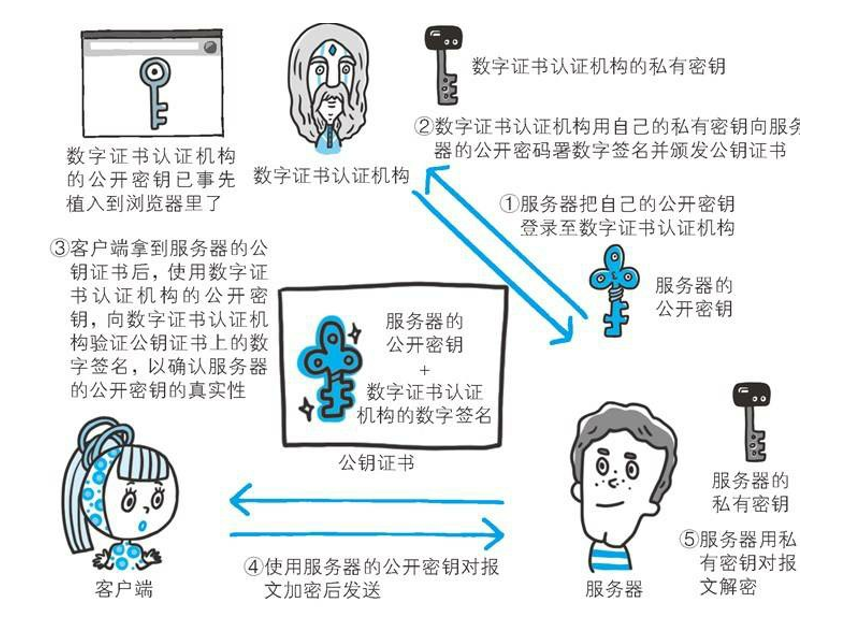 数字证书认证机构的私有密钥
②数字证书认证机构用自己的私有密钥向服务
器的公开密码署数字签名并颁发公钥证书
数字证书认证机构
的公开密钥已事先
植入到浏览器里了
数字证书认证机构
①服务器把自己的公开密钥
登录至数字证书认证机构
③客户端拿到服务器的公
钥证书后，使用数字证
书认证机构的公开密
钥，向数字证书认证机
构验证公钥证书上的数
字签名，以确认服务器
的公开密钥的真实性
服务器的
公开密钥
服务器的
公开密钥
+
数字证书认证
机构的数字签名
公钥证书
服务器的
私有密钥
④使用服务器的公开密钥对报
文加密后发送
⑤服务器用私
有密钥对报
文解密
客户端
服务器